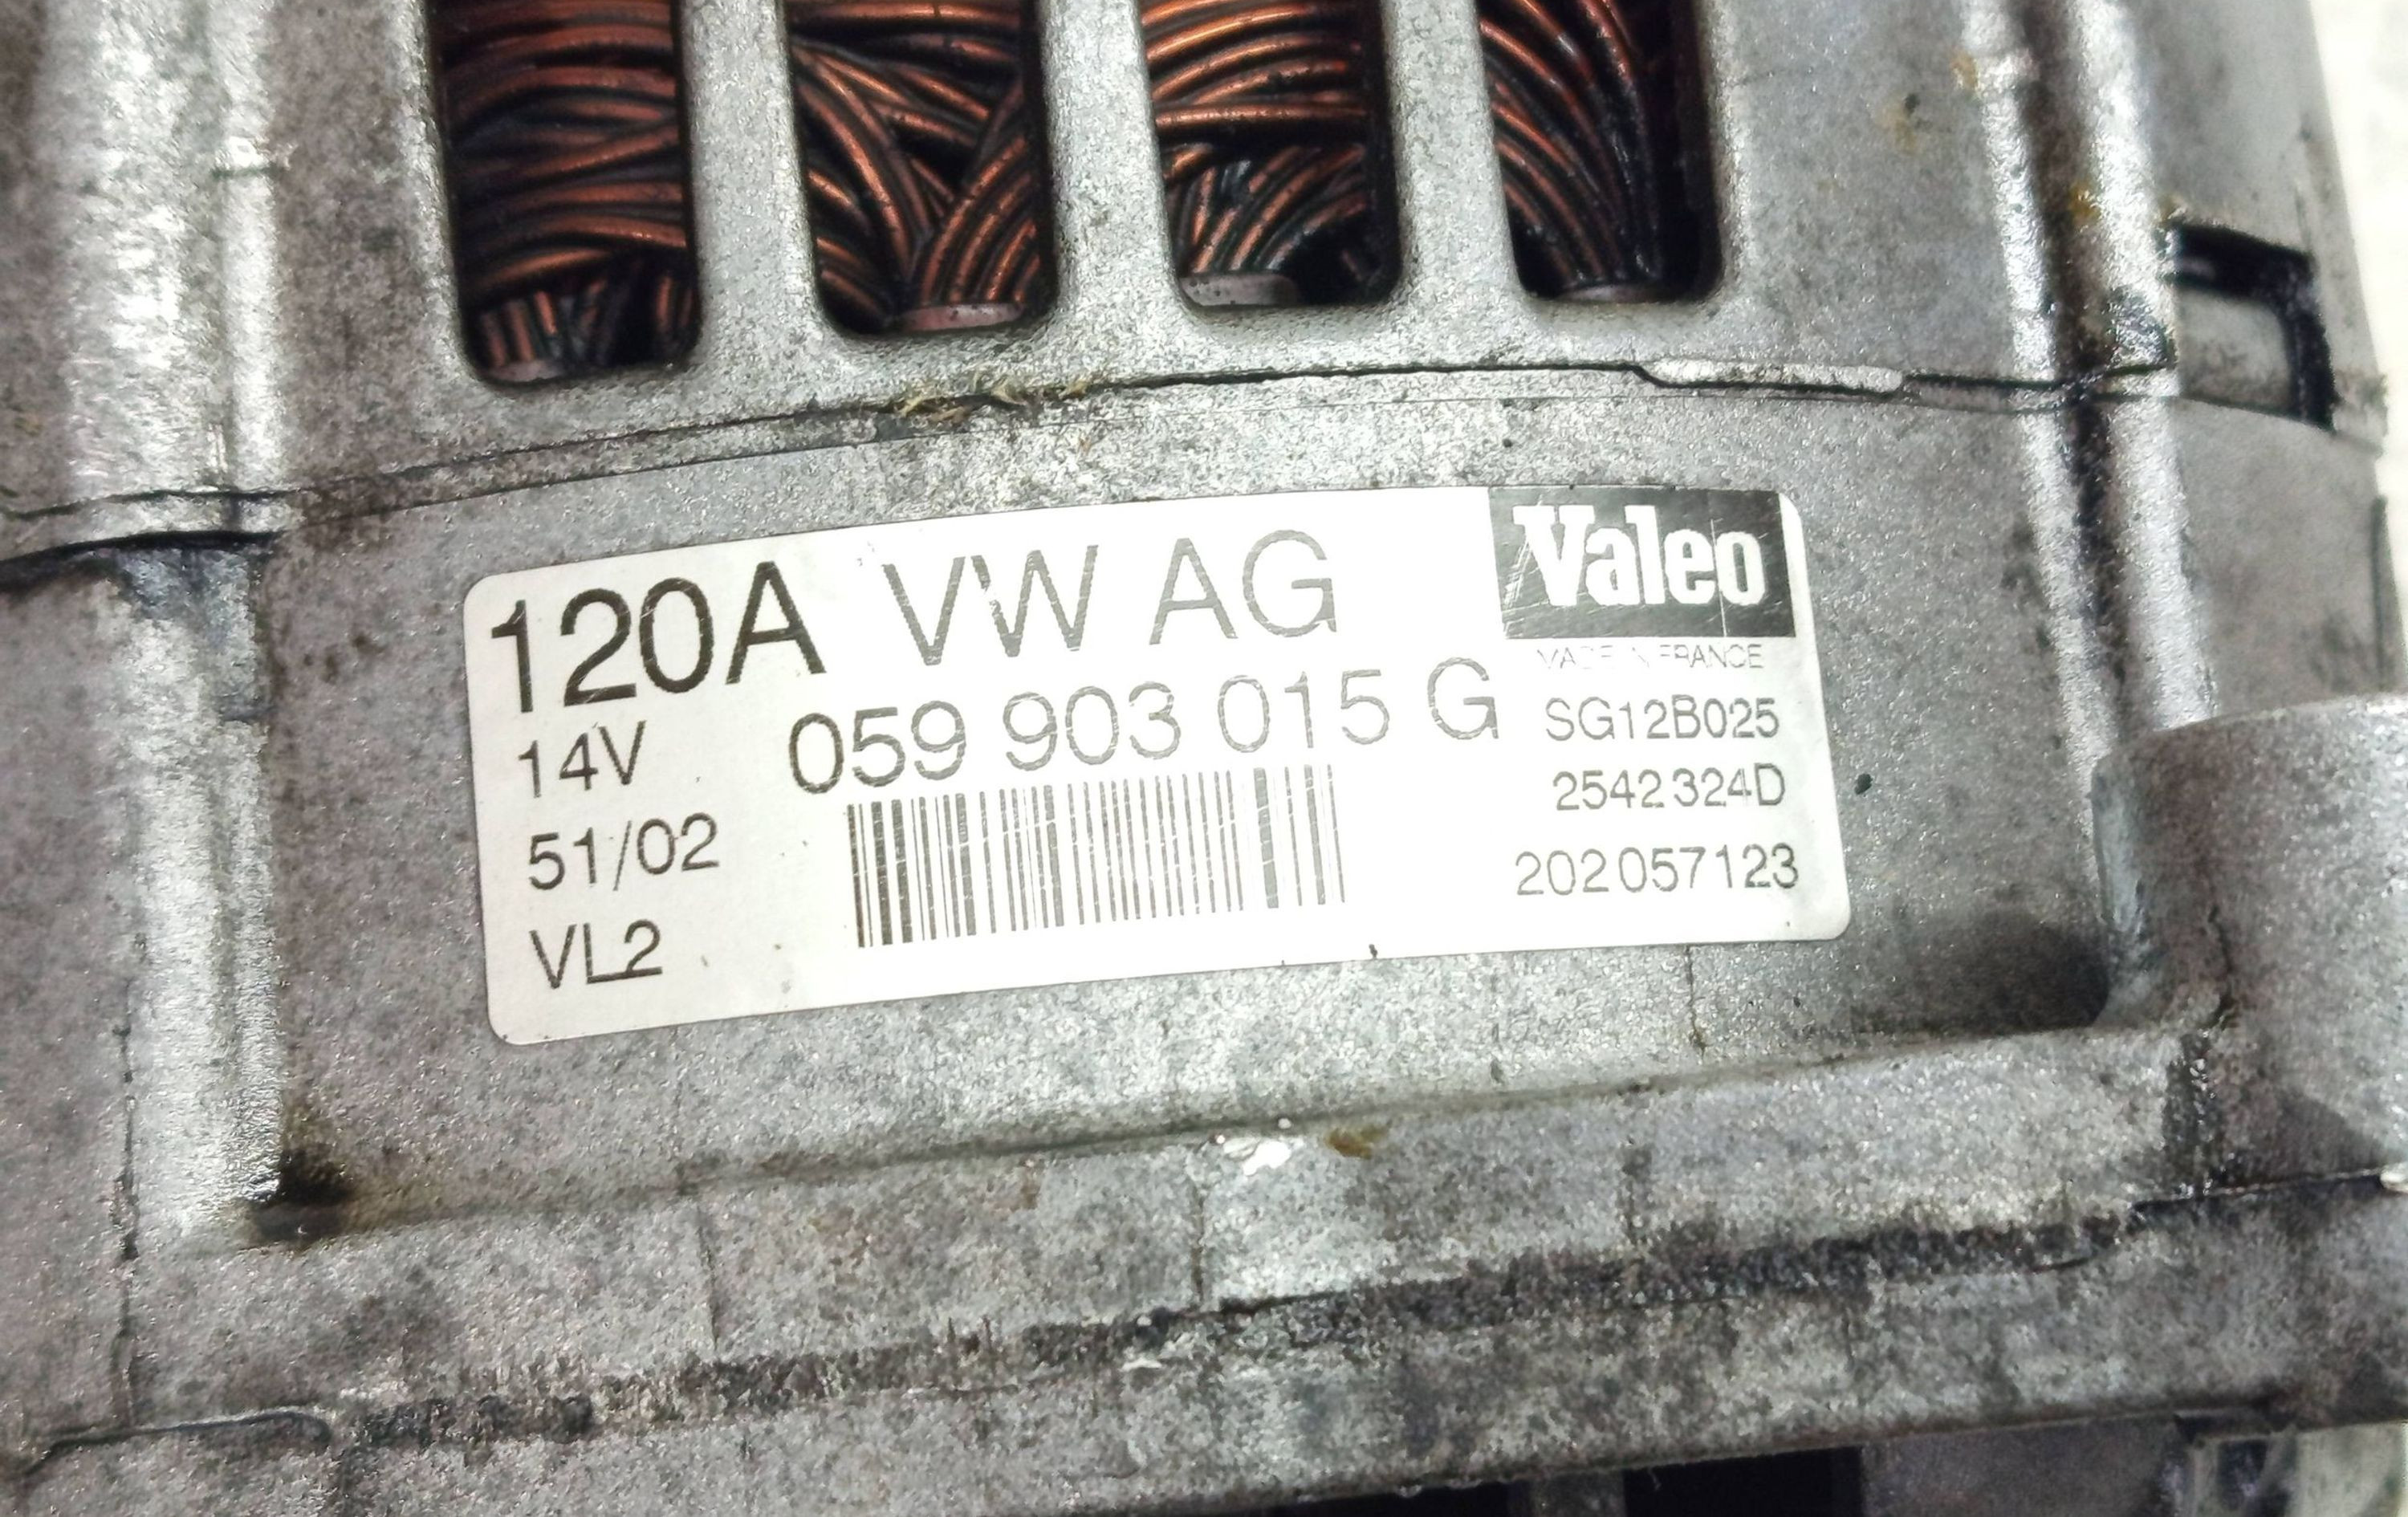 120A VW AG
Valeo
MADE IN FRANCE
059 903 015 G
SG12B025
14V
2542324D
51/02
202057123
VL2